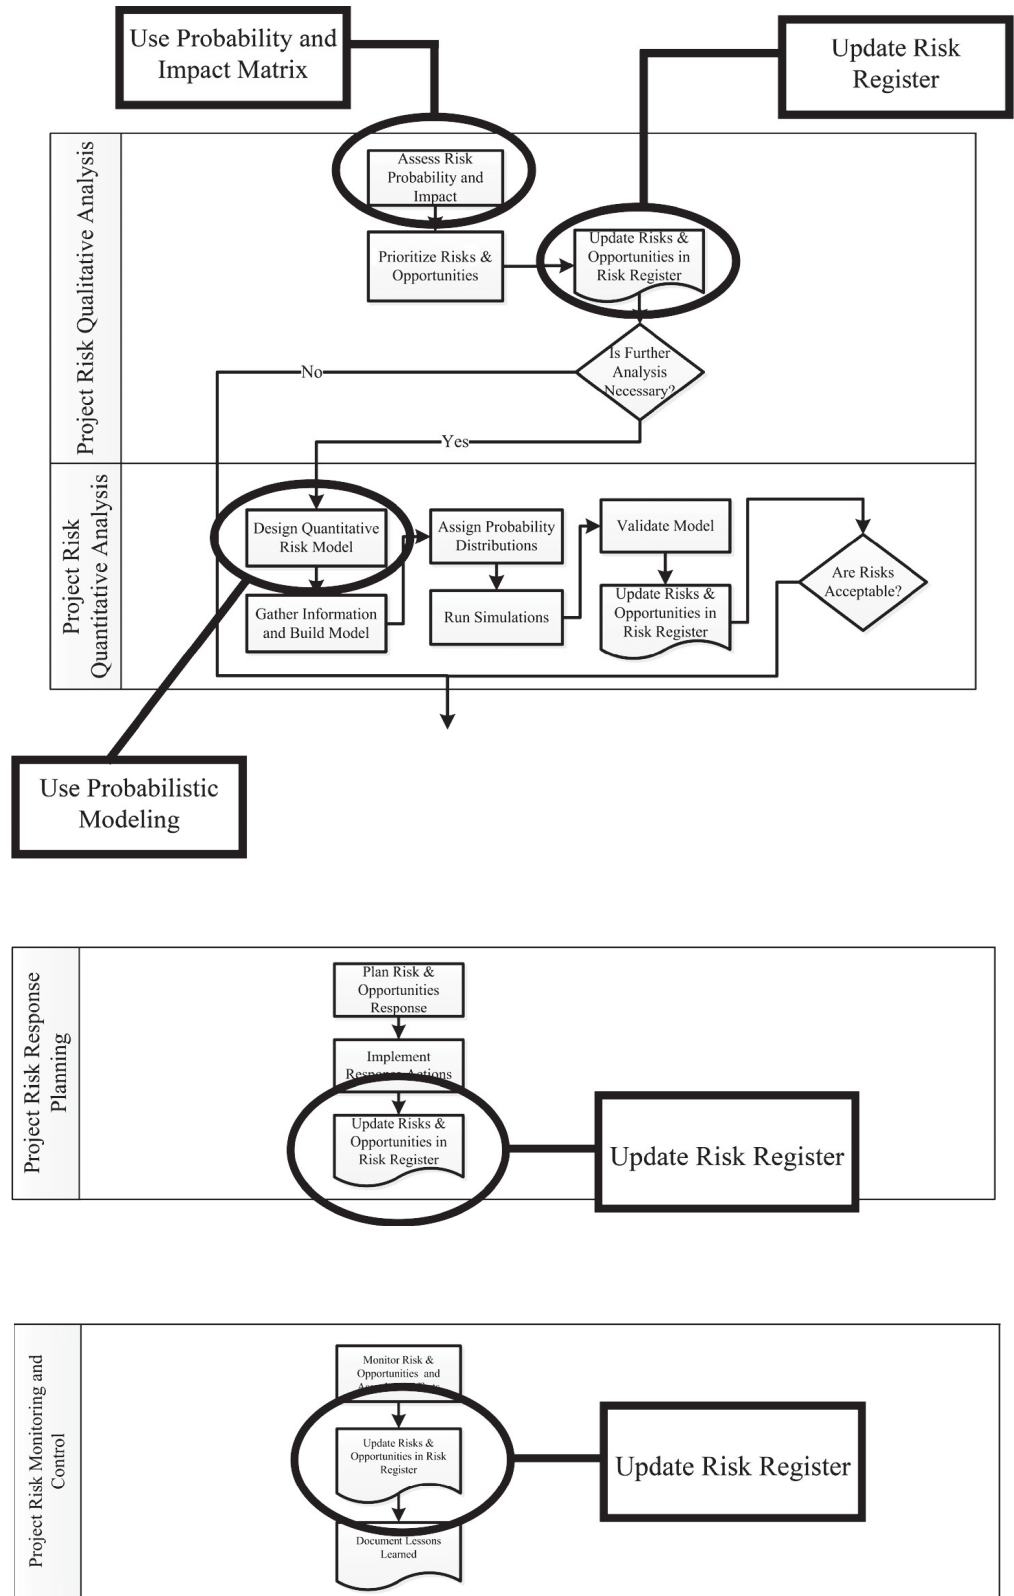 Use Probability and
Impact Matrix
Update Risk
Register
Project Risk Qualitative Analysis
Assess Risk
Probability and
Impact
Prioritize Risks &
Opportunities
Update Risks &
Opportunities in
Risk Register
Is Further
Analysis
Necessary?
No
Yes
Project Risk
Quantitative Analysis
Design Quantitative
Risk Model
Gather Information
and Build Model
Assign Probability
Distributions
Run Simulations
Validate Model
Update Risks &
Opportunities in
Risk Register
Are Risks
Acceptable?
Use Probabilistic
Modeling
Project Risk Response
Planning
Plan Risk &
Opportunities
Response
Implement
Response Actions
Update Risks &
Opportunities in
Risk Register
Update Risk Register
Project Risk Monitoring and
Control
Monitor Risk &
Opportunities and
Update Risks &
Opportunities in Risk
Register
Update Risk Register
Document Lessons
Learned